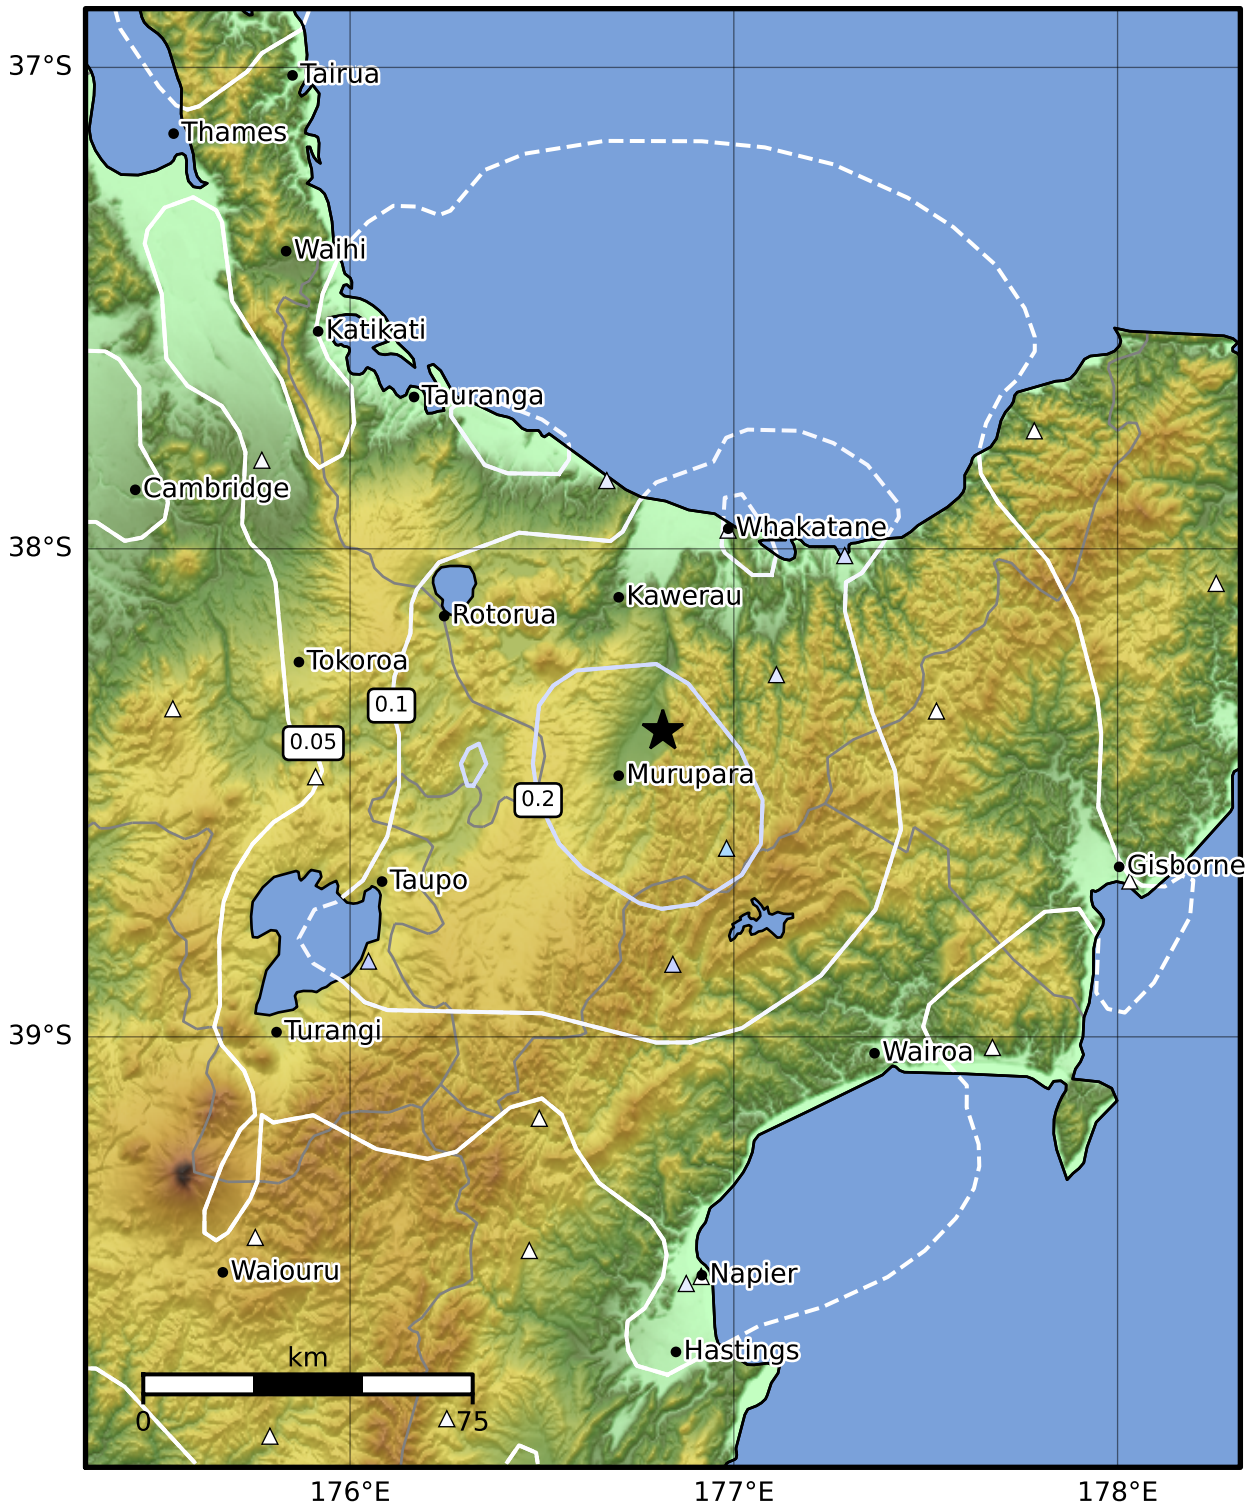 37°S
Tairua
Thames
Waihi
Katikati
Tauranga
Cambridge
Whakatane
38°S
Kawerau
Rotorua
Tokoroa
0.1
0.05
Murupara
0.2
Gisborne
Taupo
Turangi
39°S
Wairoa
Waiouru
Napier
Hastings
km
0 75
176°E 177°E 178°E